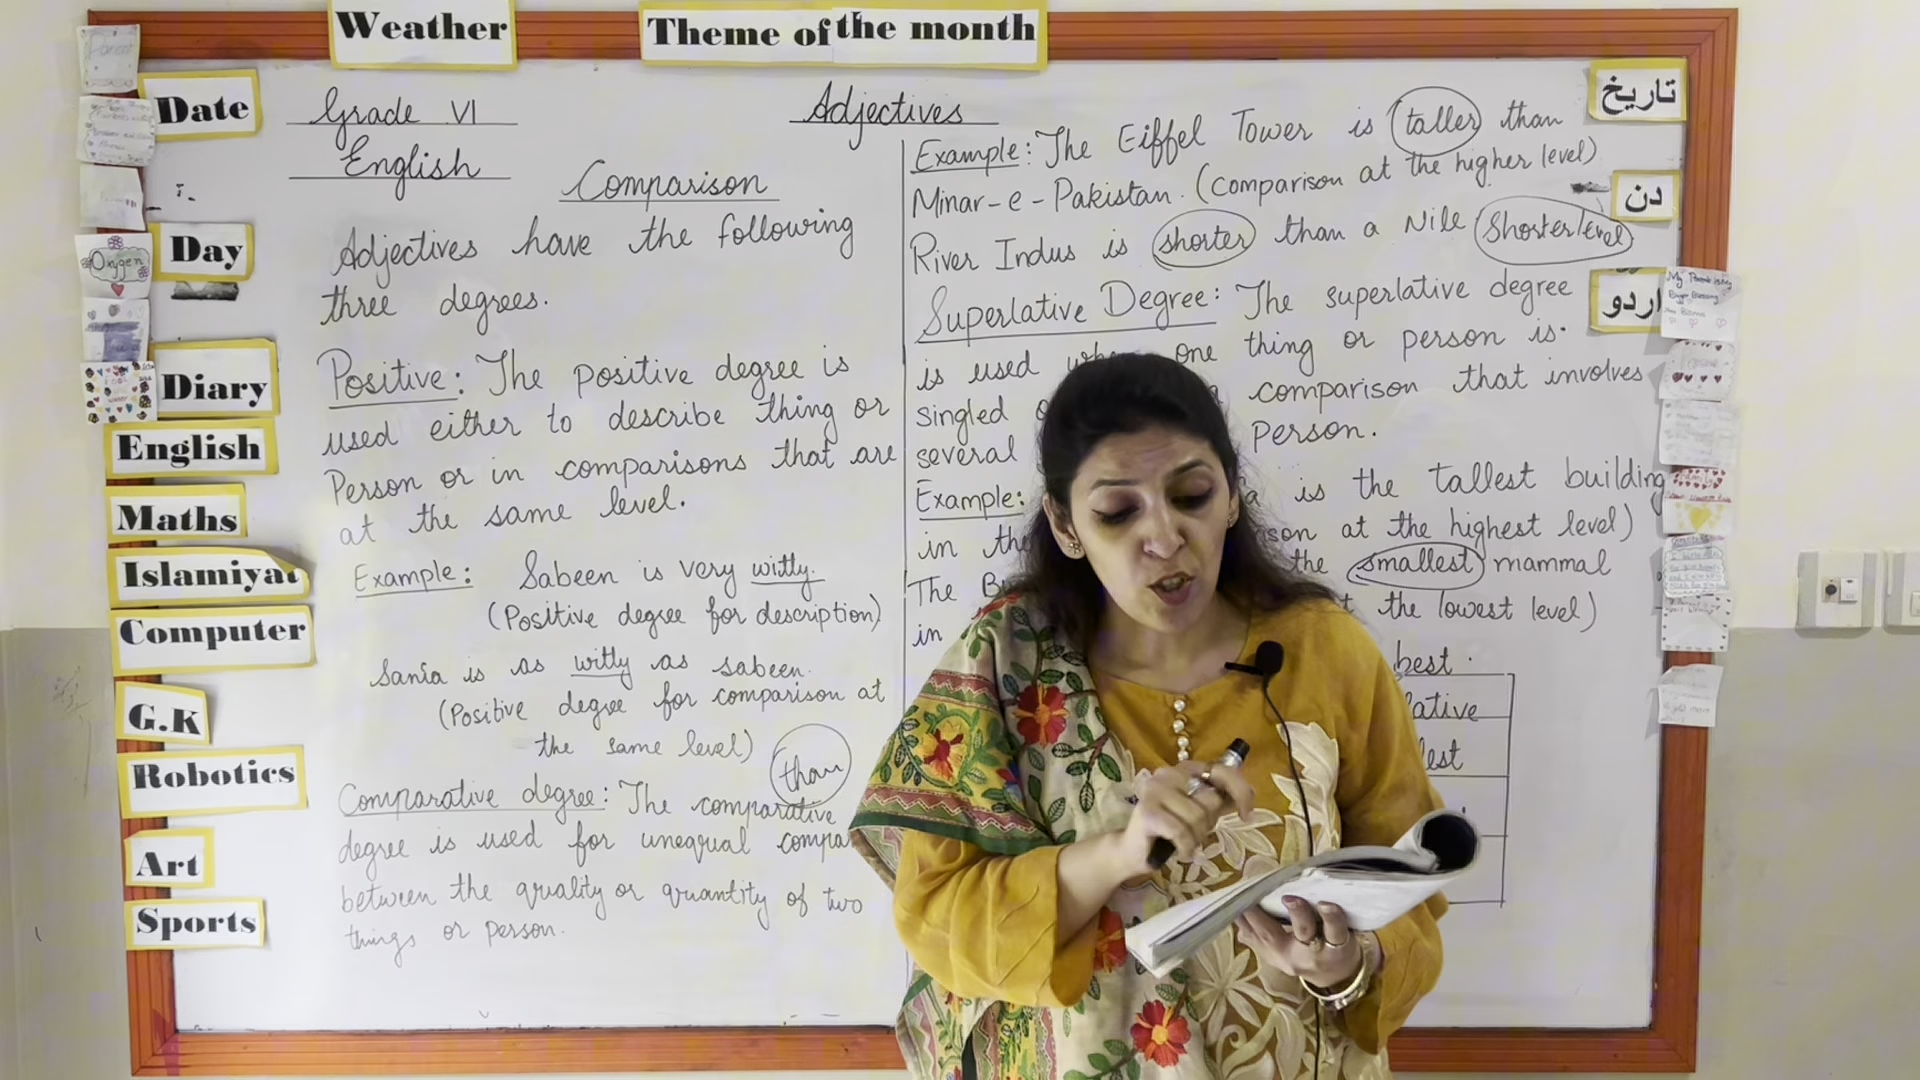 Weather
Theme of the month
Date
Day
Diary
English
Maths
Islamiyat
Computer
G.K
Robotics
Art
Sports
Grade VI
English
Adjectives
Comparison
Adjectives have the following
three degrees.
Positive: The positive degree is
used either to describe thing or
Person or in comparisons that are
at the same level.
Example: Sabeen is very witty.
(Positive degree for description)
Sania is as witty as sabeen.
(Positive degree for comparison at
the same level)
than
Comparative degree: The comparative
degree is used for unequal compa
between the quality or quantity of two
things or person.
Example: The Eiffel Tower is taller than
Minar-e-Pakistan. (comparison at the higher level)
River Indus is shorter than a Nile (Shorter level)
Superlative Degree: The superlative degree
is used one thing or person is
singled comparison that involves
several person.
Example: is the tallest building
in the son at the highest level)
The the smallest mammal
in the lowest level)
best.
lative
lest
تاریخ
دن
اردو
Oxygen